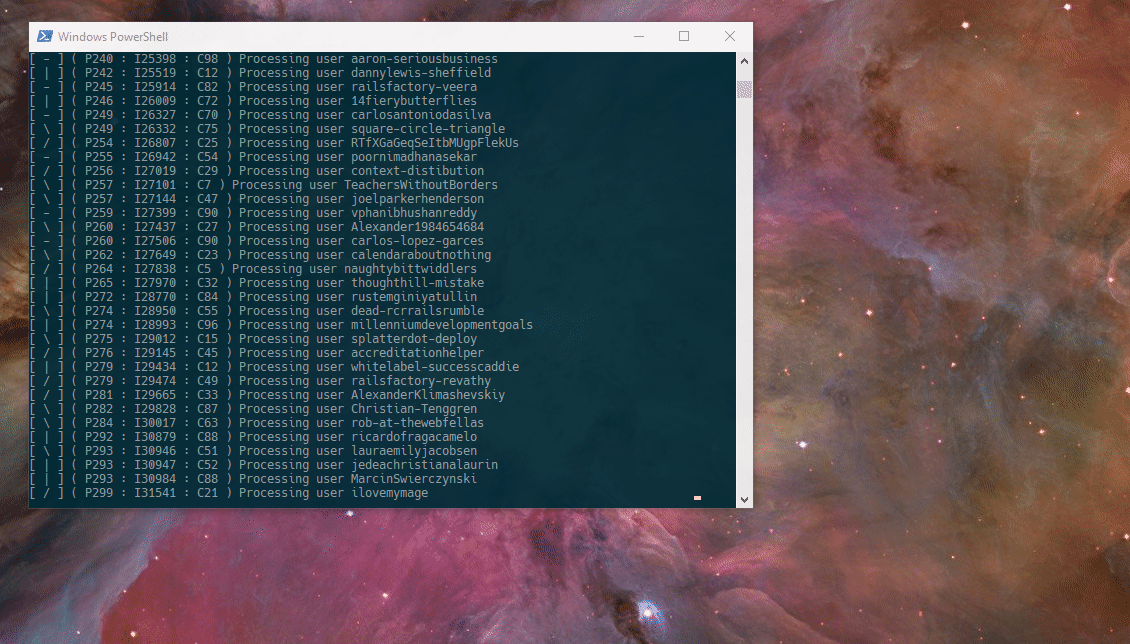 Windows PowerShell
[ - ] ( P240 : I25398 : C98 ) Processing user aaron-seriousbusiness
[ | ] ( P242 : I25519 : C12 ) Processing user dannylewis-sheffield
[ - ] ( P245 : I25914 : C82 ) Processing user railsfactory-veera
[ | ] ( P246 : I26009 : C72 ) Processing user 14fierybutterflies
[ - ] ( P249 : I26327 : C70 ) Processing user carlosantoniodasilva
[ \ ] ( P249 : I26332 : C75 ) Processing user square-circle-triangle
[ / ] ( P254 : I26807 : C25 ) Processing user RTfXGaGeqSeItbMUgpFlekUs
[ - ] ( P255 : I26942 : C54 ) Processing user poornimadhanasekar
[ / ] ( P256 : I27019 : C29 ) Processing user context-distibution
[ \ ] ( P257 : I27101 : C7 ) Processing user TeachersWithoutBorders
[ \ ] ( P257 : I27144 : C47 ) Processing user joelparkerhenderson
[ - ] ( P259 : I27399 : C90 ) Processing user vphanibhushanreddy
[ \ ] ( P260 : I27437 : C27 ) Processing user Alexander1984654684
[ - ] ( P260 : I27506 : C90 ) Processing user carlos-lopez-garces
[ \ ] ( P262 : I27649 : C23 ) Processing user calendaraboutnothing
[ / ] ( P264 : I27838 : C5 ) Processing user naughtybittwiddlers
[ | ] ( P265 : I27970 : C32 ) Processing user thoughthill-mistake
[ | ] ( P272 : I28770 : C84 ) Processing user rustemginiyatullin
[ \ ] ( P274 : I28950 : C55 ) Processing user dead-rcrrailsrumble
[ | ] ( P274 : I28993 : C96 ) Processing user millenniumdevelopmentgoals
[ \ ] ( P275 : I29012 : C15 ) Processing user splatterdot-deploy
[ / ] ( P276 : I29145 : C45 ) Processing user accreditationhelper
[ | ] ( P279 : I29434 : C12 ) Processing user whitelabel-successcaddie
[ / ] ( P279 : I29474 : C49 ) Processing user railsfactory-revathy
[ / ] ( P281 : I29665 : C33 ) Processing user AlexanderKlimashevskiy
[ \ ] ( P282 : I29828 : C87 ) Processing user Christian-Tenggren
[ \ ] ( P284 : I30017 : C63 ) Processing user rob-at-thewebfellas
[ | ] ( P292 : I30879 : C88 ) Processing user ricardofragacamelo
[ \ ] ( P293 : I30946 : C51 ) Processing user lauraemilyjacobsen
[ | ] ( P293 : I30947 : C52 ) Processing user jedeachristianalaurin
[ | ] ( P293 : I30984 : C88 ) Processing user MarcinSwierczynski
[ / ] ( P299 : I31541 : C21 ) Processing user ilovemymage